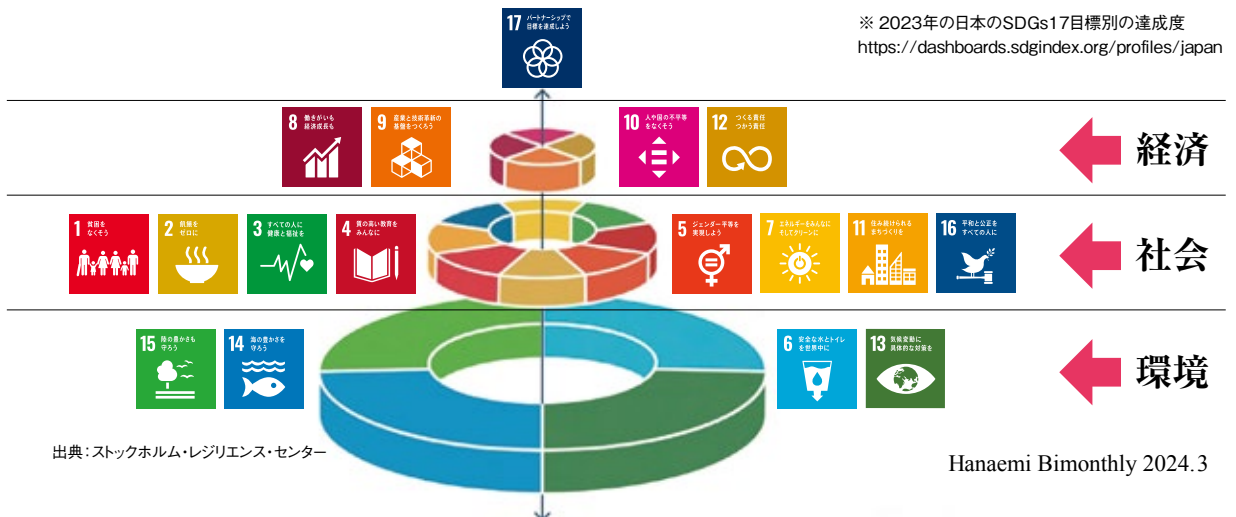 17 パートナーシップで
目標を達成しよう
※ 2023年の日本のSDGs17目標別の達成度
https://dashboards.sdgindex.org/profiles/japan
8 働きがいも
経済成長も
9 産業と技術革新の
基盤をつくろう
10 人や国の不平等
をなくそう
12 つくる責任
つかう責任
経済
1 貧困を
なくそう
2 飢餓を
ゼロに
3 すべての人に
健康と福祉を
4 質の高い教育を
みんなに
5 ジェンダー平等を
実現しよう
7 エネルギーをみんなに
そしてクリーンに
11 住み続けられる
まちづくりを
16 平和と公正を
すべての人に
社会
15 陸の豊かさも
守ろう
14 海の豊かさを
守ろう
6 安全な水とトイレ
を世界中に
13 気候変動に
具体的な対策を
環境
出典：ストックホルム・レジリエンス・センター
Hanaemi Bimonthly 2024.3